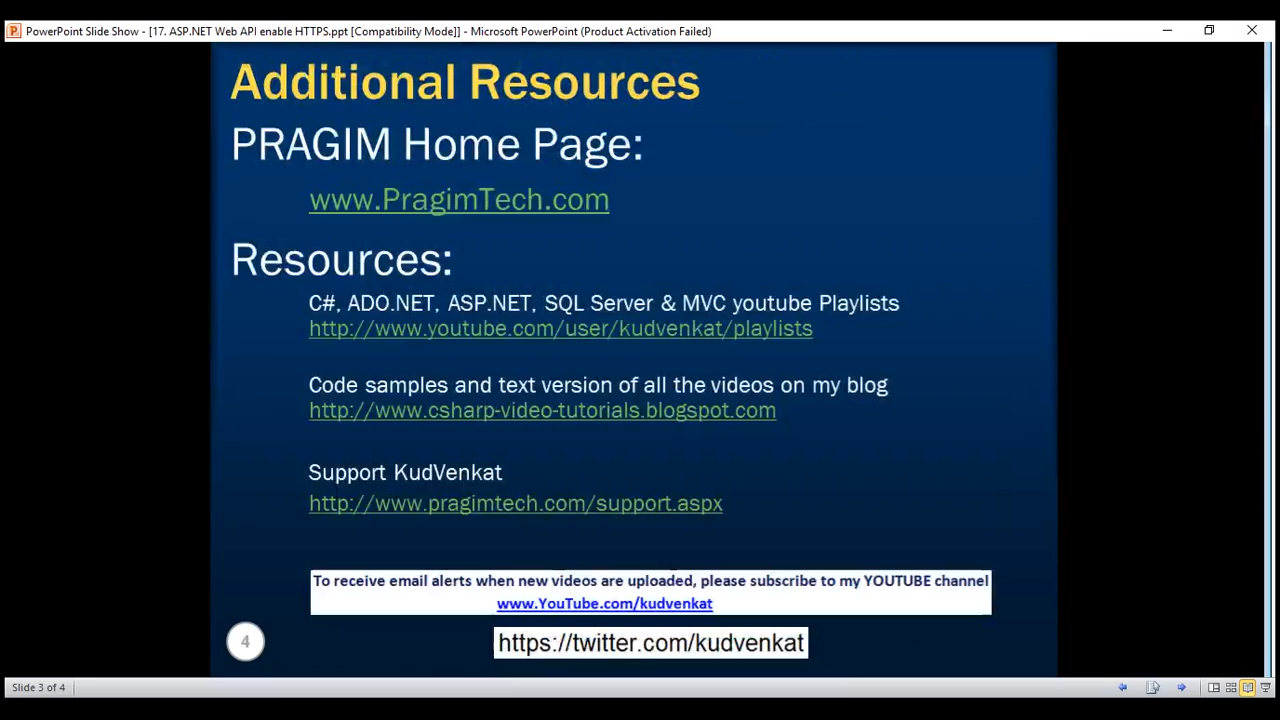 PowerPoint Slide Show - [17. ASP.NET Web API enable HTTPS.ppt [Compatibility Mode]] - Microsoft PowerPoint (Product Activation Failed)
Additional Resources
PRAGIM Home Page:
www.PragimTech.com
Resources:
C#, ADO.NET, ASP.NET, SQL Server & MVC youtube Playlists
http://www.youtube.com/user/kudvenkat/playlists
Code samples and text version of all the videos on my blog
http://www.csharp-video-tutorials.blogspot.com
Support KudVenkat
http://www.pragimtech.com/support.aspx
To receive email alerts when new videos are uploaded, please subscribe to my YOUTUBE channel
www.YouTube.com/kudvenkat
4
https://twitter.com/kudvenkat
Slide 3 of 4